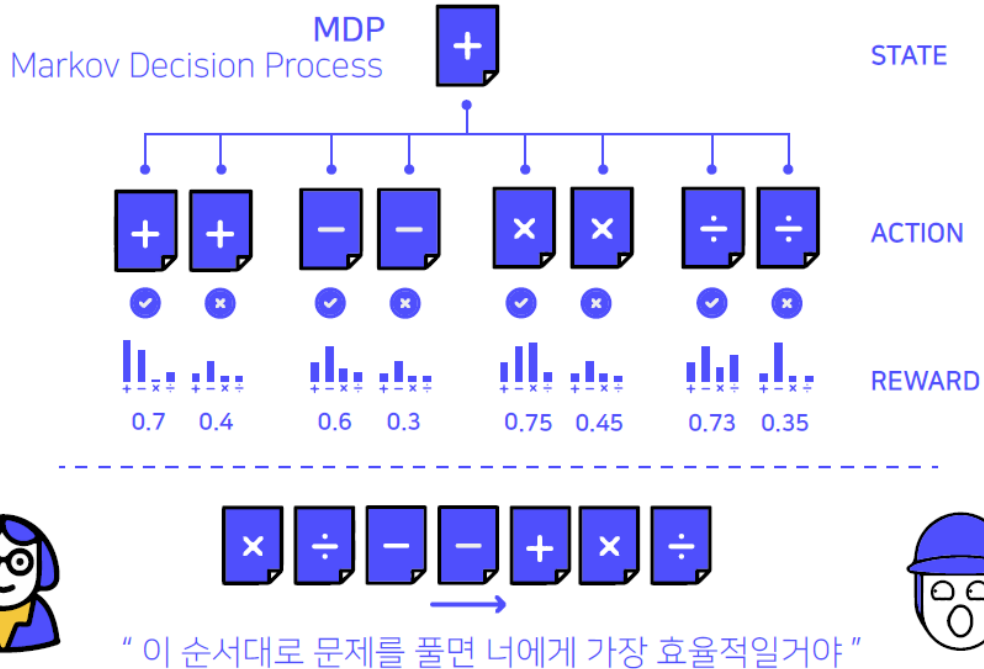 MDP
Markov Decision Process
+
STATE
+ + − − × × ÷ ÷
ACTION
+ − × ÷ + − × ÷ + − × ÷ + − × ÷ + − × ÷ + − × ÷ + − × ÷ + − × ÷
REWARD
0.7 0.4 0.6 0.3 0.75 0.45 0.73 0.35
× ÷ − − + × ÷
“ 이 순서대로 문제를 풀면 너에게 가장 효율적일거야 ”